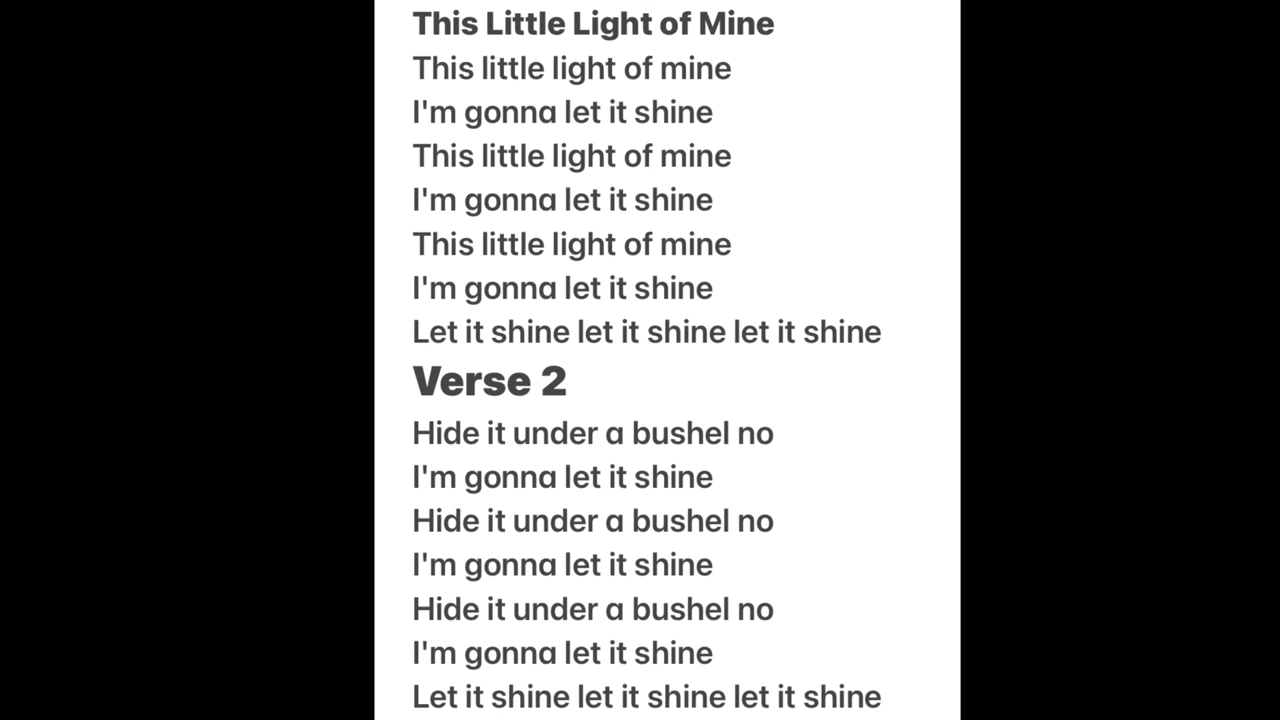 This Little Light of Mine
This little light of mine
I'm gonna let it shine
This little light of mine
I'm gonna let it shine
This little light of mine
I'm gonna let it shine
Let it shine let it shine let it shine
Verse 2
Hide it under a bushel no
I'm gonna let it shine
Hide it under a bushel no
I'm gonna let it shine
Hide it under a bushel no
I'm gonna let it shine
Let it shine let it shine let it shine